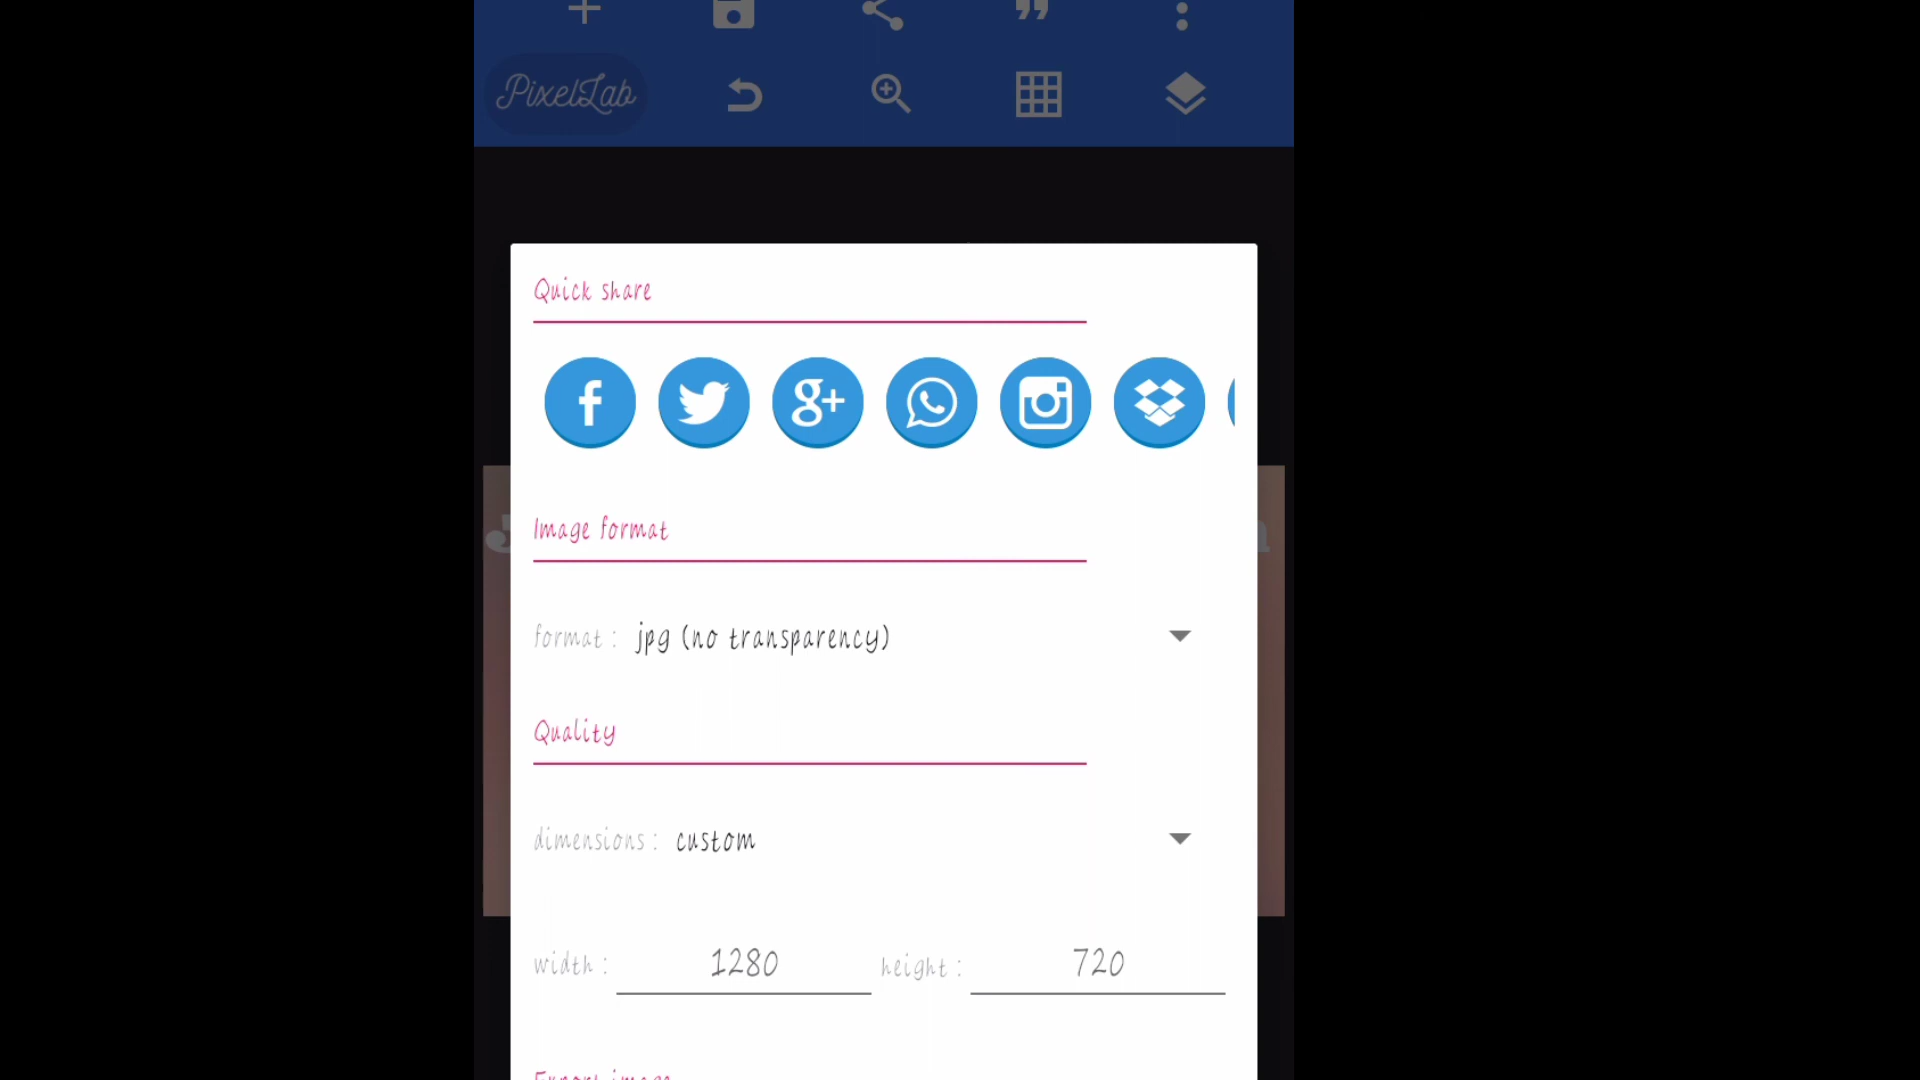 PixelLab
Quick share
Image format
format : jpg (no transparency)
Quality
dimensions : custom
width : 1280 height : 720